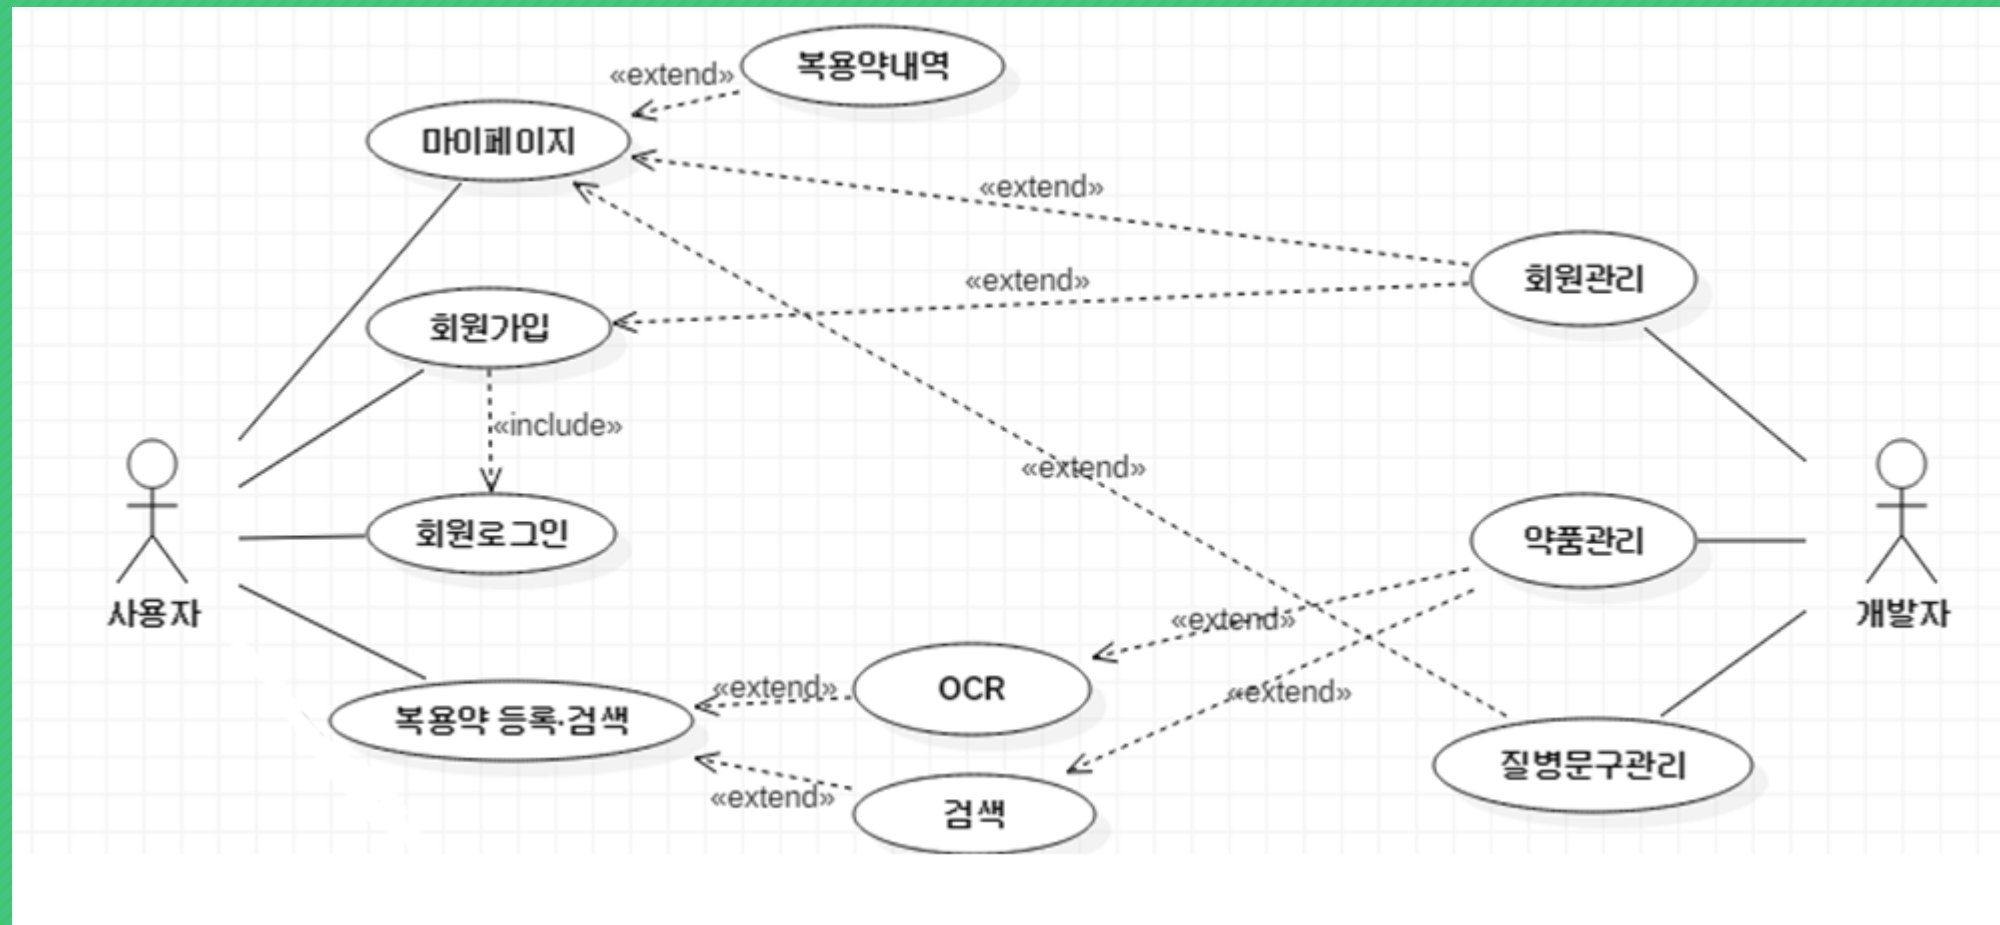 복용약내역
«extend»
마이페이지
«extend»
회원관리
«extend»
회원가입
«include»
«extend»
회원로그인
약품관리
사용자
개발자
«extend»
OCR
«extend»
«extend»
복용약 등록·검색
질병문구관리
«extend»
검색